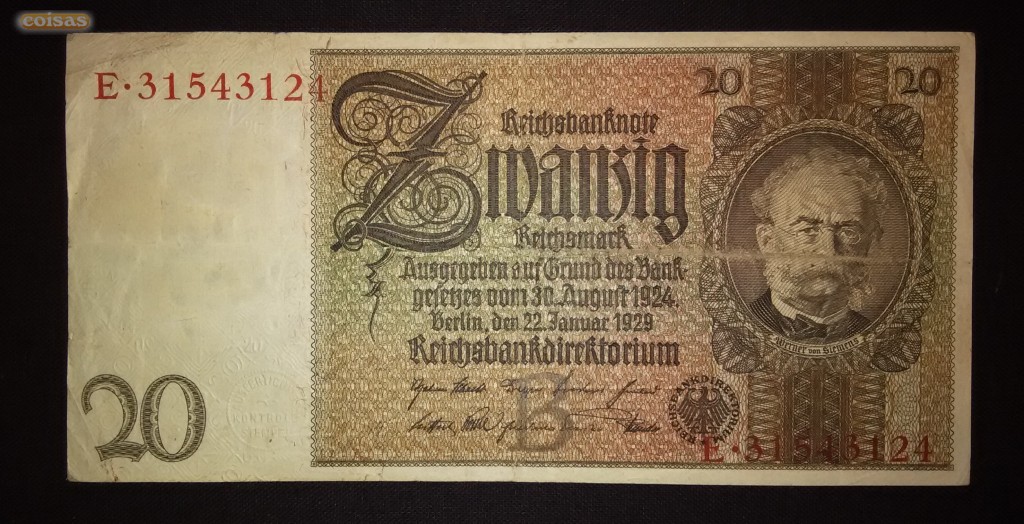 coisas
E·31543124
20
20
Reichsbanknote
Zwanzig
Reichsmark
Ausgegeben auf Grund des Bank-
gesetzes vom 30. August 1924.
Berlin, den 22. Januar 1929
Reichsbankdirektorium
Werner von Siemens
B
REICHSBANKDIREKTORIUM
20
E·31543124